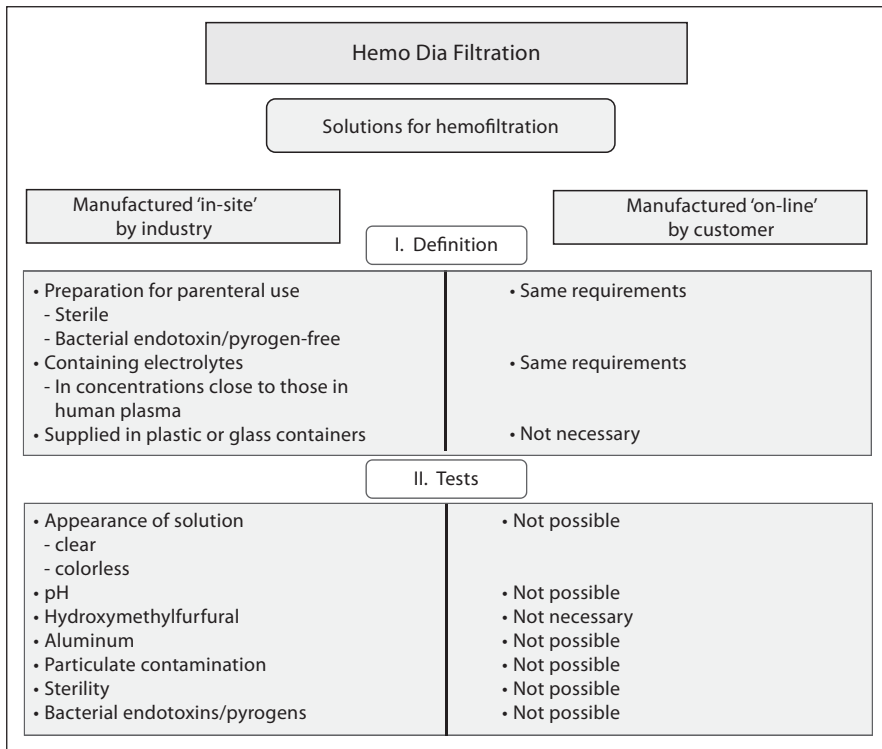 Hemo Dia Filtration
Solutions for hemofiltration
Manufactured ‘in-site’
by industry
Manufactured ‘on-line’
by customer
I. Definition
• Preparation for parenteral use
- Sterile
- Bacterial endotoxin/pyrogen-free
• Containing electrolytes
- In concentrations close to those in
human plasma
• Supplied in plastic or glass containers
• Same requirements
• Same requirements
• Not necessary
II. Tests
• Appearance of solution
- clear
- colorless
• pH
• Hydroxymethylfurfural
• Aluminum
• Particulate contamination
• Sterility
• Bacterial endotoxins/pyrogens
• Not possible
• Not possible
• Not necessary
• Not possible
• Not possible
• Not possible
• Not possible